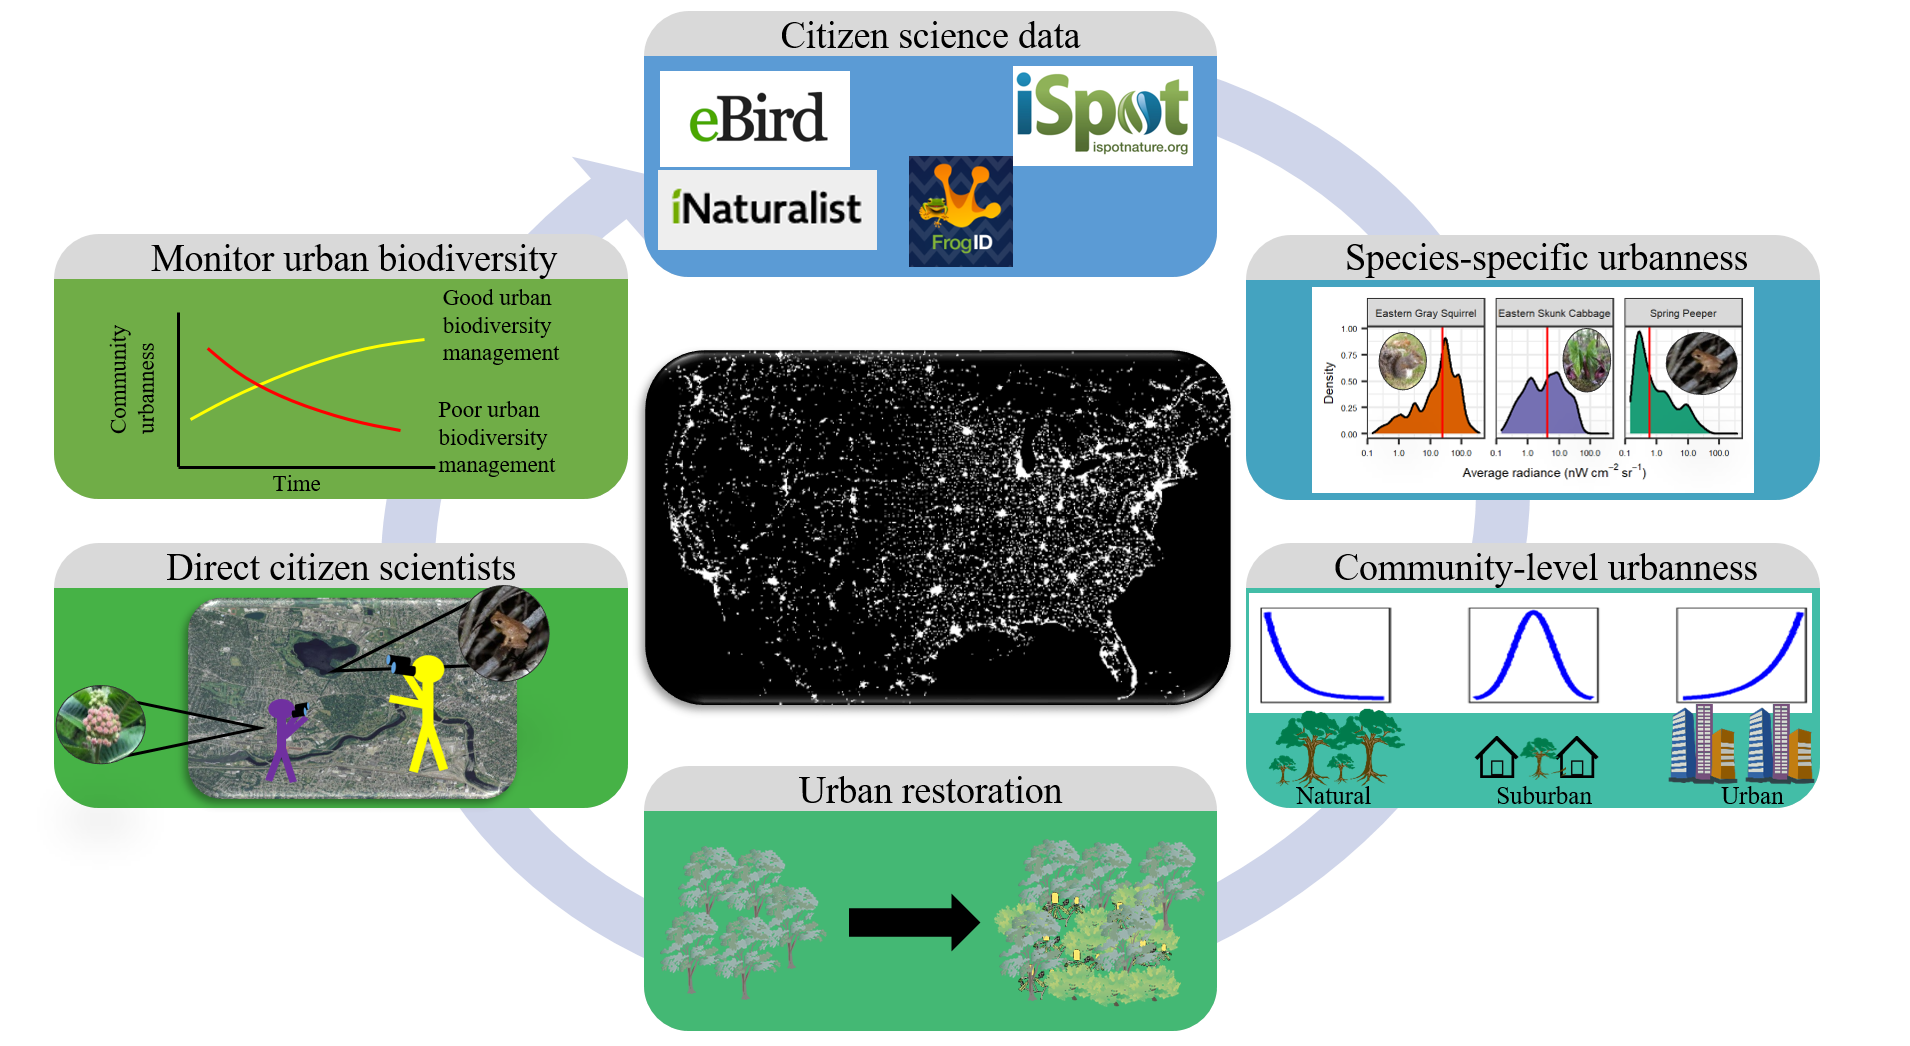 Citizen science data
eBird
iSpot
ispotnature.org
iNaturalist
FrogID
Species-specific urbanness
Eastern Gray Squirrel
Eastern Skunk Cabbage
Spring Peeper
Density
1.00
0.75
0.50
0.25
0.00
0.1 1.0 10.0 100.0
0.1 1.0 10.0 100.0
0.1 1.0 10.0 100.0
Average radiance (nW cm⁻² sr⁻¹)
Community-level urbanness
Natural
Suburban
Urban
Urban restoration
Direct citizen scientists
Monitor urban biodiversity
Community
urbanness
Time
Good urban
biodiversity
management
Poor urban
biodiversity
management